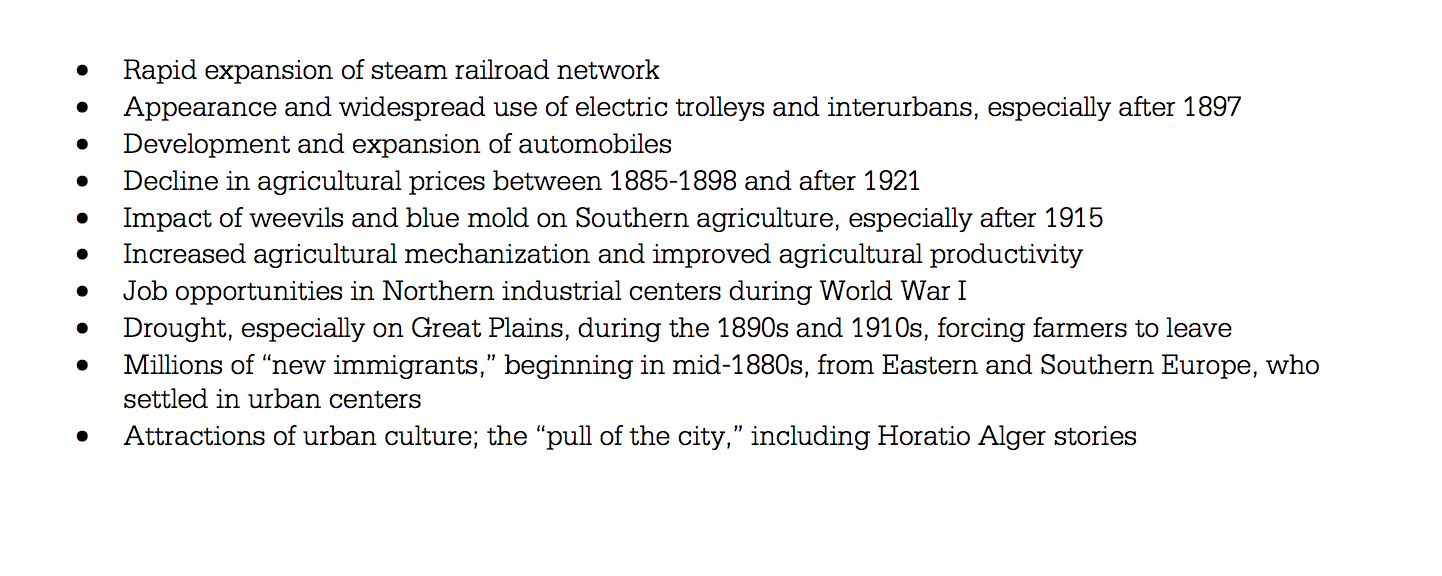 • Rapid expansion of steam railroad network
• Appearance and widespread use of electric trolleys and interurbans, especially after 1897
• Development and expansion of automobiles
• Decline in agricultural prices between 1885-1898 and after 1921
• Impact of weevils and blue mold on Southern agriculture, especially after 1915
• Increased agricultural mechanization and improved agricultural productivity
• Job opportunities in Northern industrial centers during World War I
• Drought, especially on Great Plains, during the 1890s and 1910s, forcing farmers to leave
• Millions of “new immigrants,” beginning in mid-1880s, from Eastern and Southern Europe, who
settled in urban centers
• Attractions of urban culture; the “pull of the city,” including Horatio Alger stories